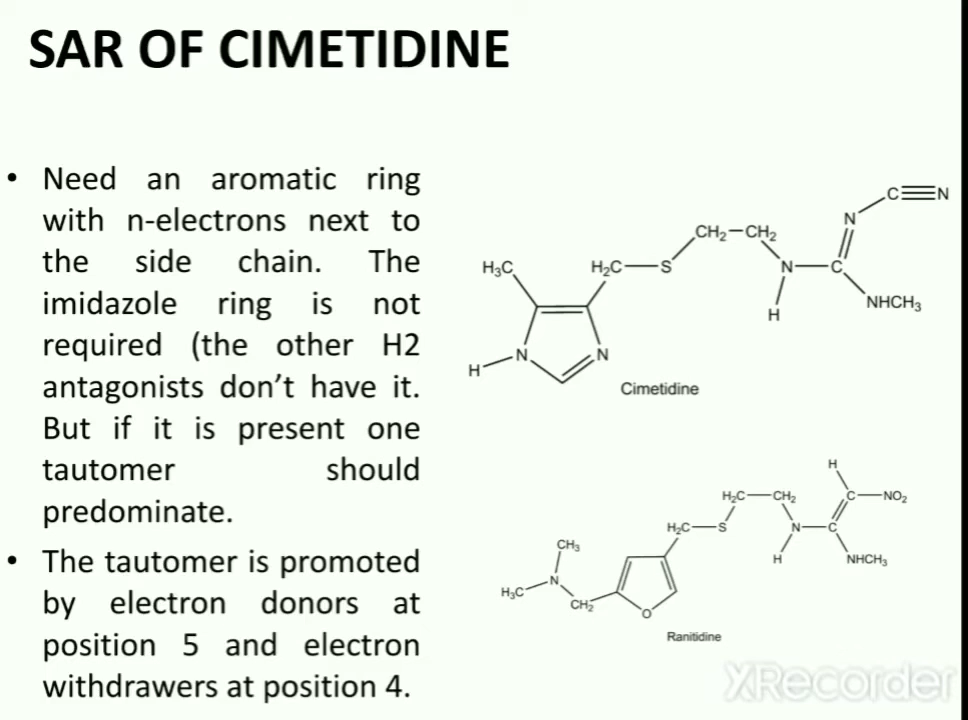 SAR OF CIMETIDINE
• Need an aromatic ring
with n-electrons next to
the side chain. The
imidazole ring is not
required (the other H2
antagonists don't have it.
But if it is present one
tautomer should
predominate.
• The tautomer is promoted
by electron donors at
position 5 and electron
withdrawers at position 4.
C N
N
CH₂ CH₂
H₃C H₂C S N C
NHCH₃
H
N N
H
Cimetidine
H
H₂C CH₂ C NO₂
H₂C S N C
CH₃
H NHCH₃
N
H₃C
CH₂
O
Ranitidine
XRecorder